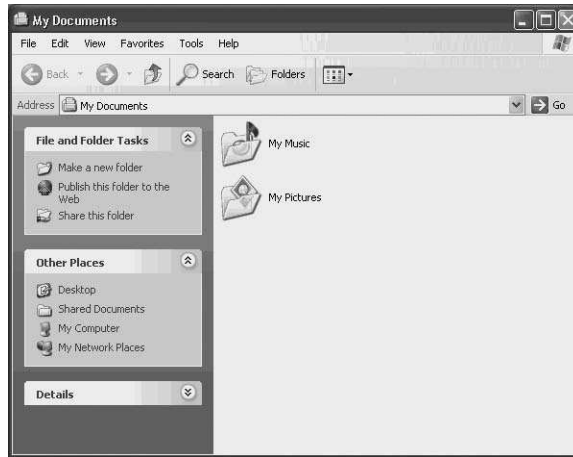 My Documents
File Edit View Favorites Tools Help
Back Search Folders
Address My Documents Go
File and Folder Tasks
Make a new folder
Publish this folder to the
Web
Share this folder
Other Places
Desktop
Shared Documents
My Computer
My Network Places
Details
My Music
My Pictures